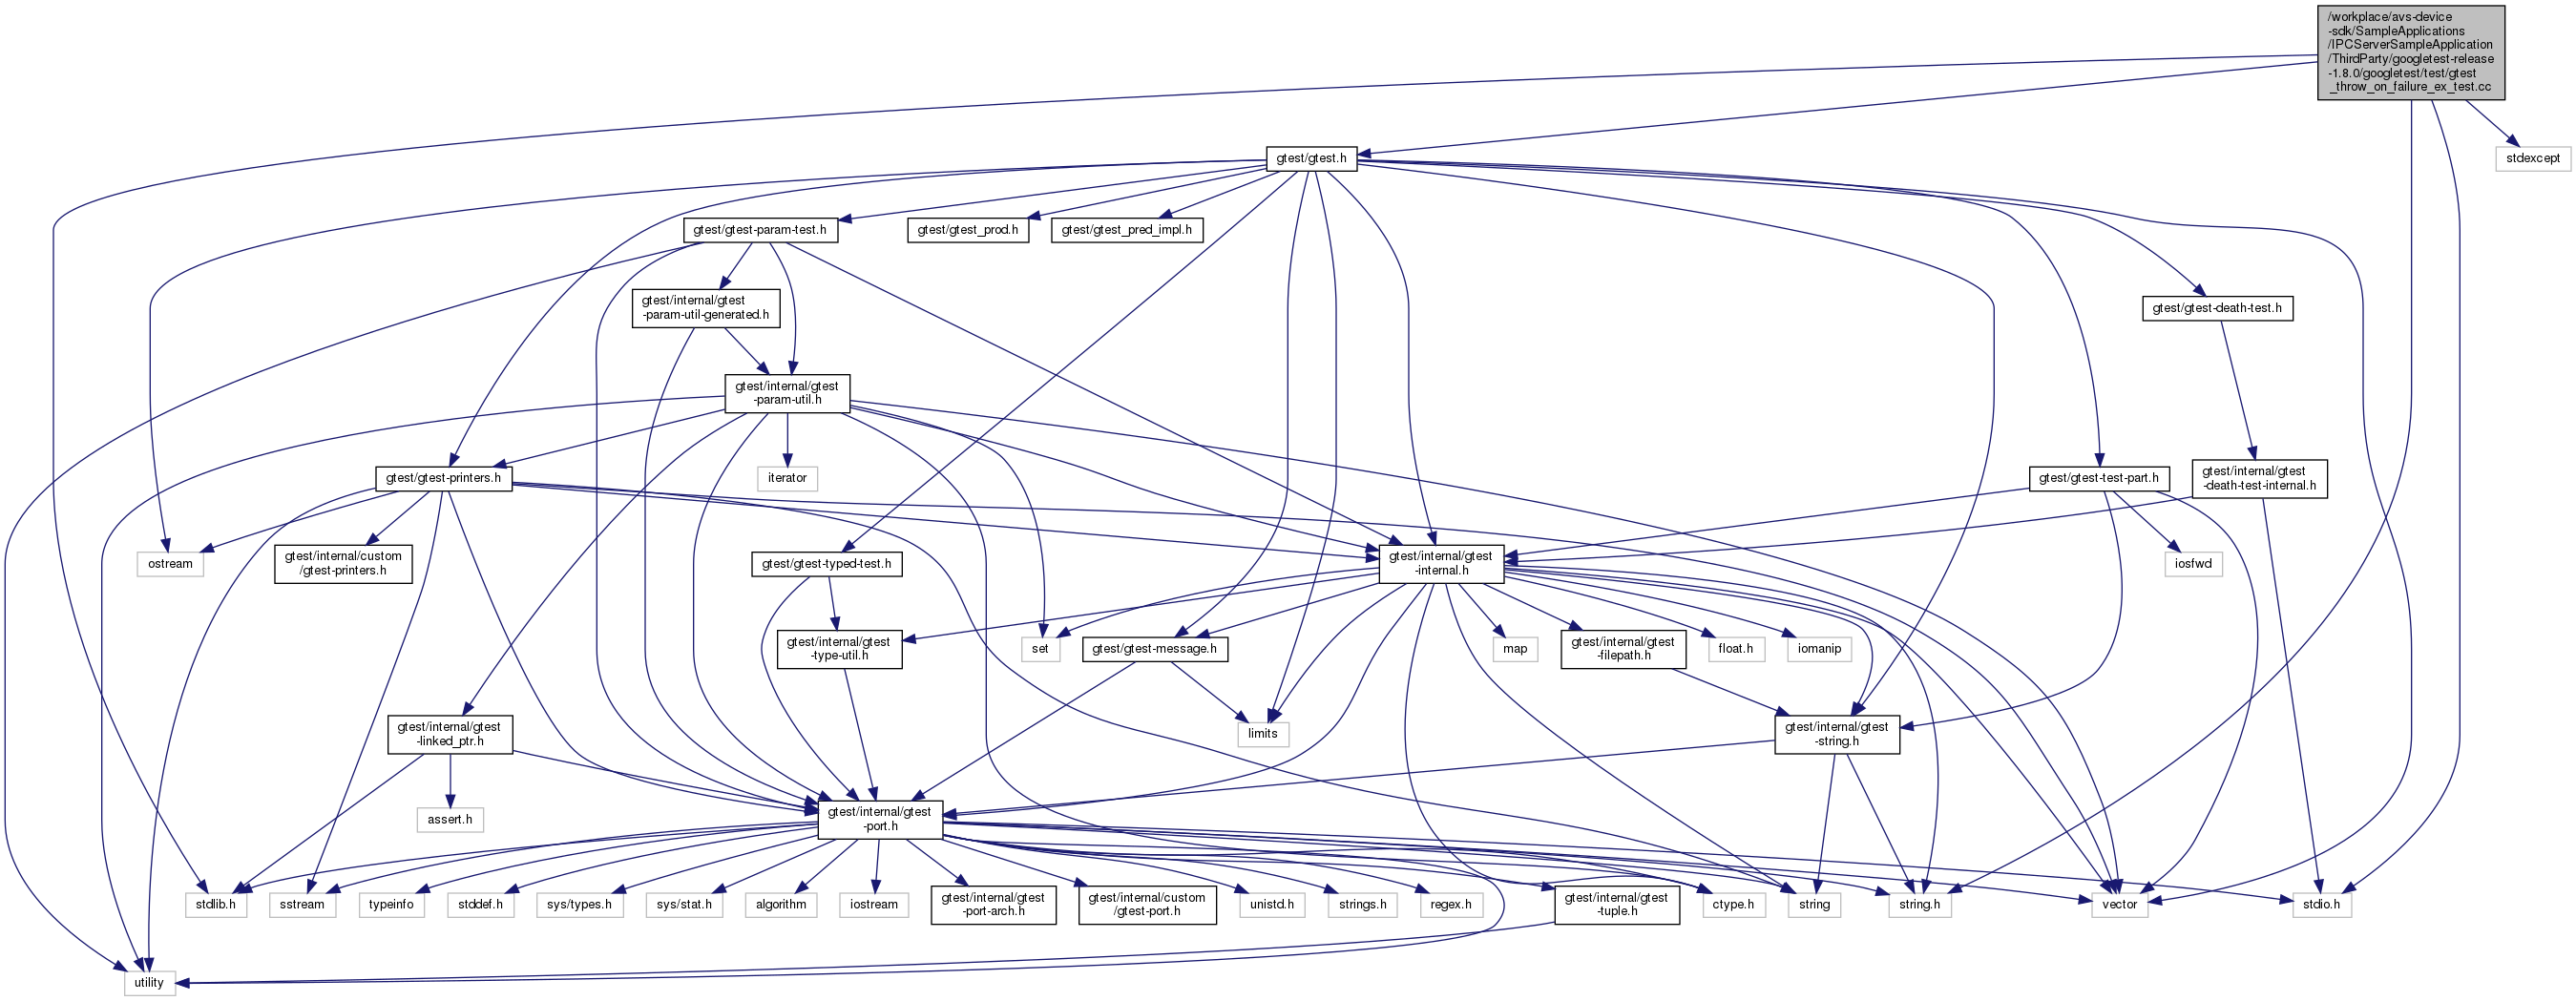 /workplace/avs-device
-sdk/SampleApplications
/IPCServerSampleApplication
/ThirdParty/googletest-release
-1.8.0/googletest/test/gtest
_throw_on_failure_ex_test.cc
gtest/gtest.h
stdexcept
gtest/gtest-param-test.h
gtest/gtest_prod.h
gtest/gtest_pred_impl.h
gtest/internal/gtest
-param-util-generated.h
gtest/gtest-death-test.h
gtest/internal/gtest
-param-util.h
gtest/gtest-printers.h
iterator
gtest/gtest-test-part.h
gtest/internal/gtest
-death-test-internal.h
ostream
gtest/internal/custom
/gtest-printers.h
gtest/gtest-typed-test.h
gtest/internal/gtest
-internal.h
iosfwd
gtest/internal/gtest
-type-util.h
set
gtest/gtest-message.h
map
gtest/internal/gtest
-filepath.h
float.h
iomanip
gtest/internal/gtest
-linked_ptr.h
limits
gtest/internal/gtest
-string.h
assert.h
gtest/internal/gtest
-port.h
stdlib.h
sstream
typeinfo
stddef.h
sys/types.h
sys/stat.h
algorithm
iostream
gtest/internal/gtest
-port-arch.h
gtest/internal/custom
/gtest-port.h
unistd.h
strings.h
regex.h
gtest/internal/gtest
-tuple.h
ctype.h
string
string.h
vector
stdio.h
utility